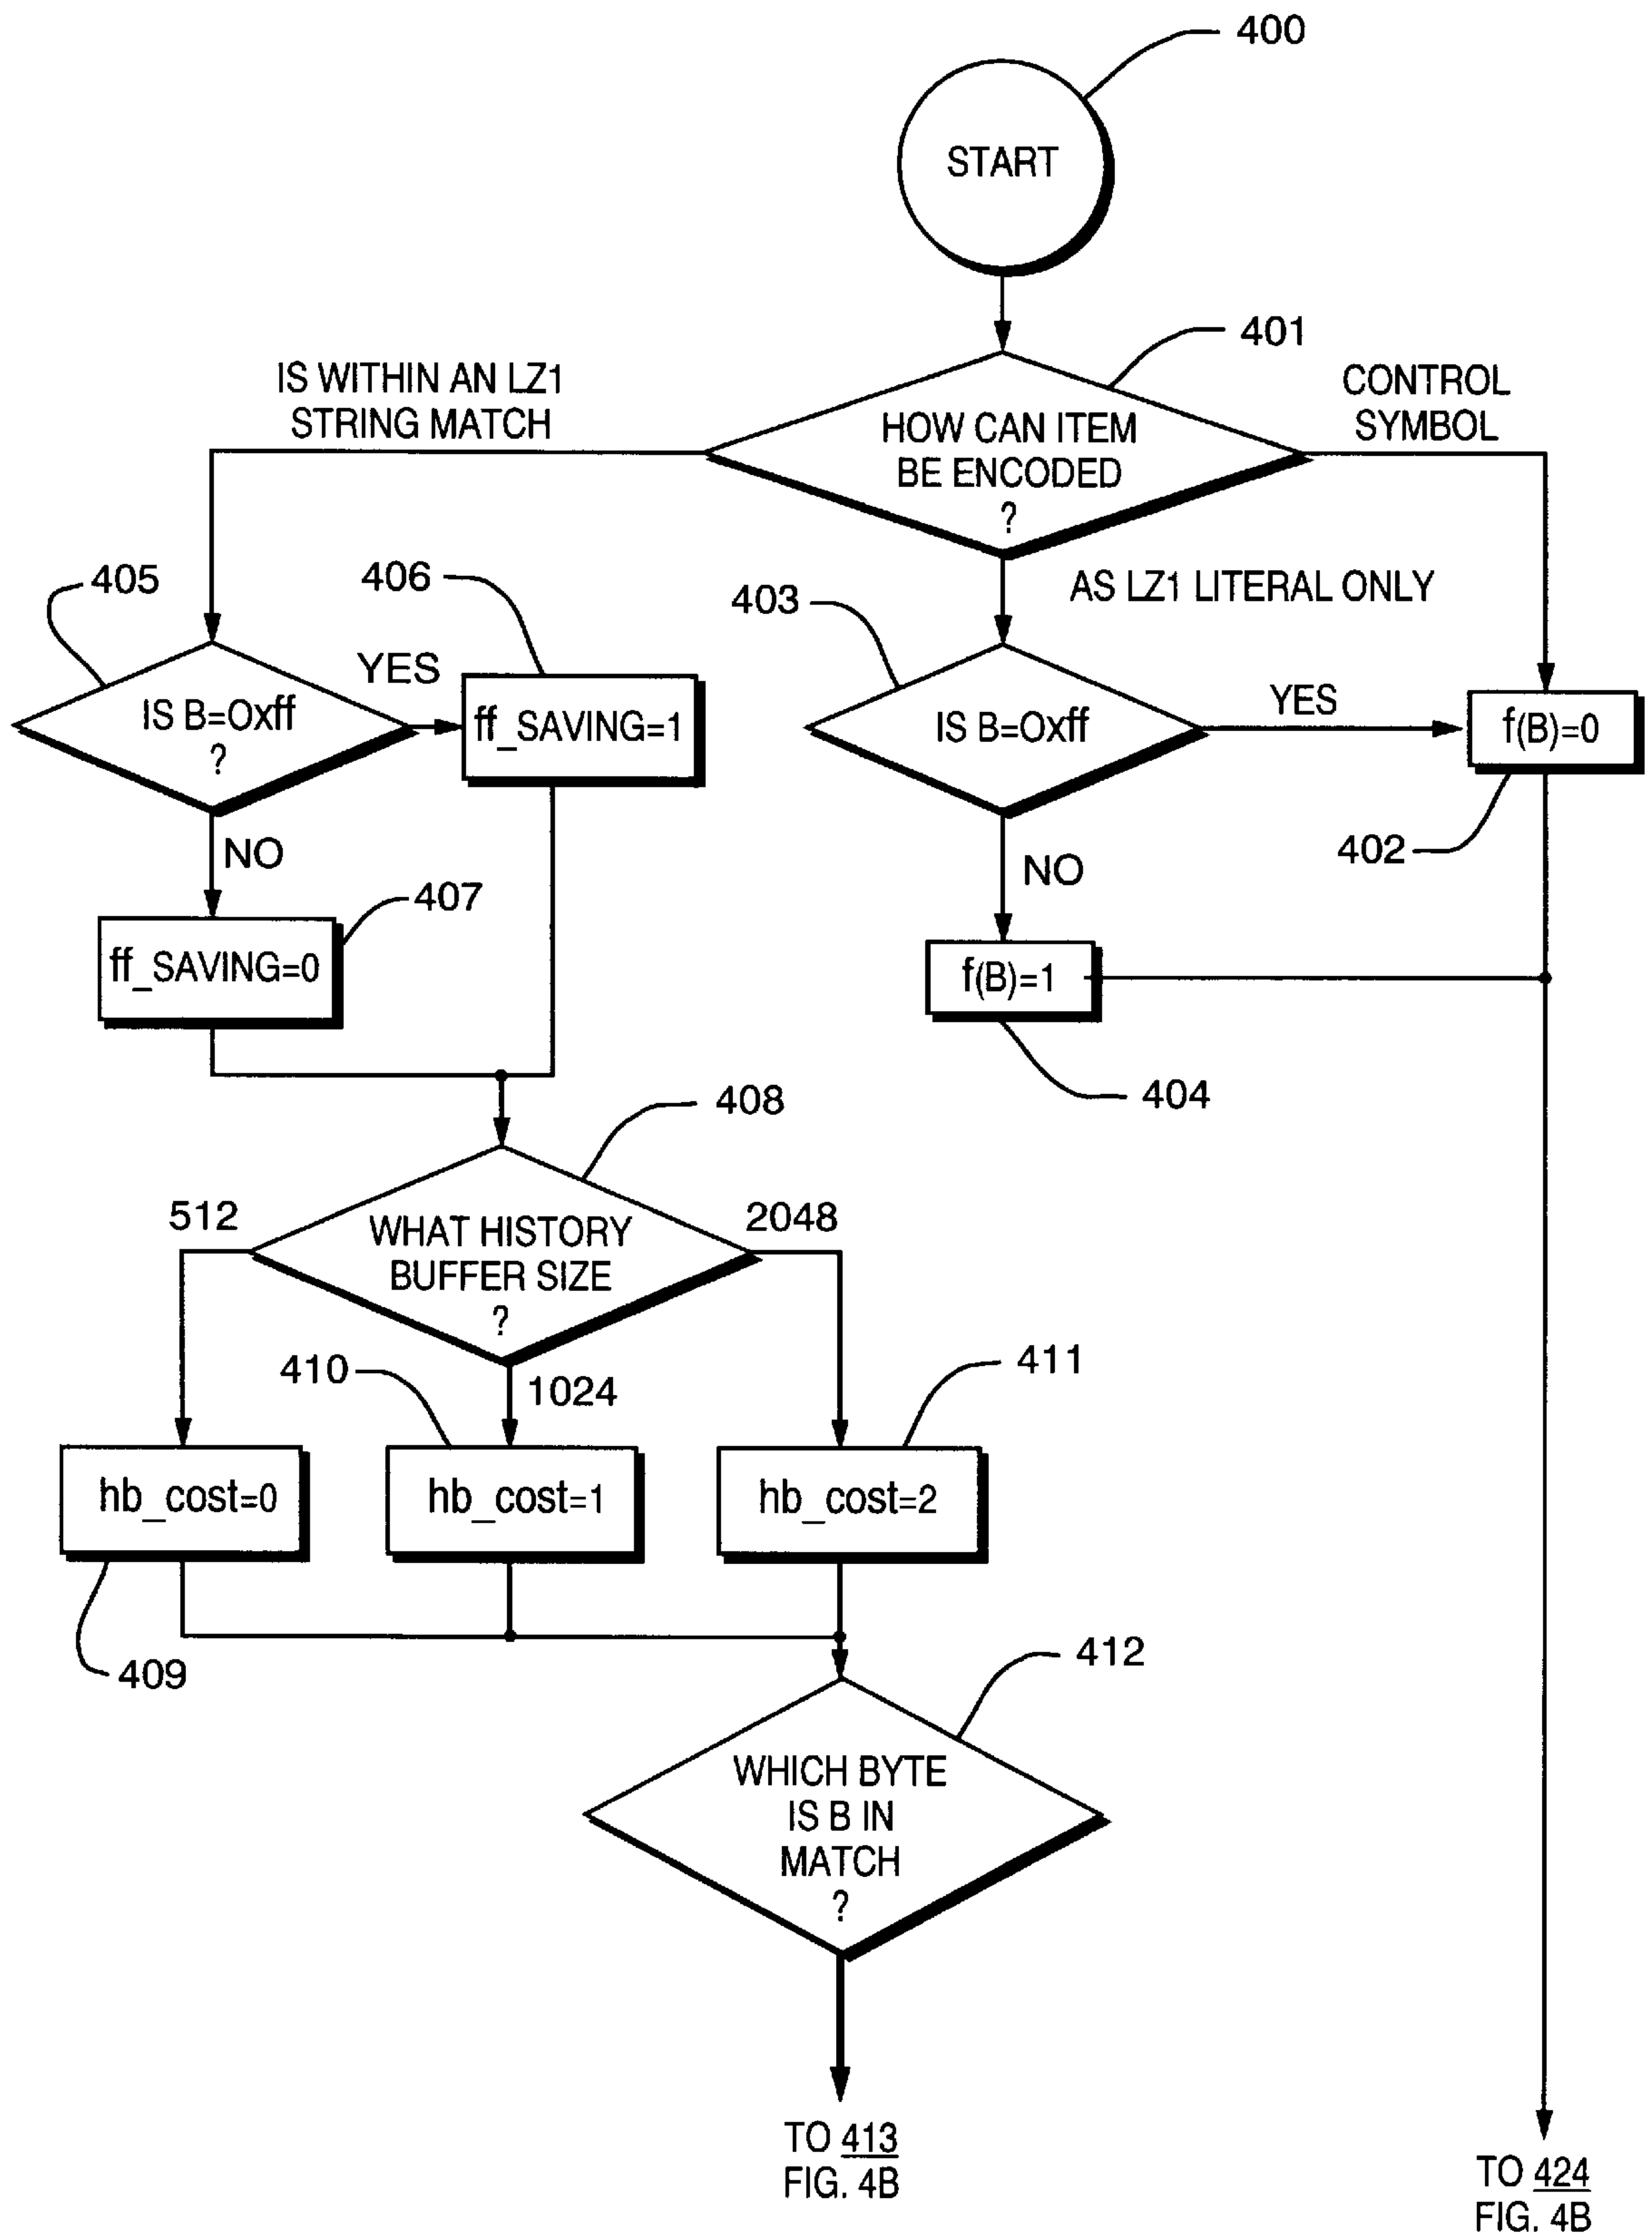 400
START
401
IS WITHIN AN LZ1
STRING MATCH
CONTROL
SYMBOL
HOW CAN ITEM
BE ENCODED
?
AS LZ1 LITERAL ONLY
405
406
403
YES
IS B=0xff
?
ff_SAVING=1
IS B=0xff
YES
f(B)=0
402
NO
407
NO
ff_SAVING=0
f(B)=1
404
408
512
2048
WHAT HISTORY
BUFFER SIZE
?
410
1024
411
hb_cost=0
hb_cost=1
hb_cost=2
409
412
WHICH BYTE
IS B IN
MATCH
?
TO 413
FIG. 4B
TO 424
FIG. 4B